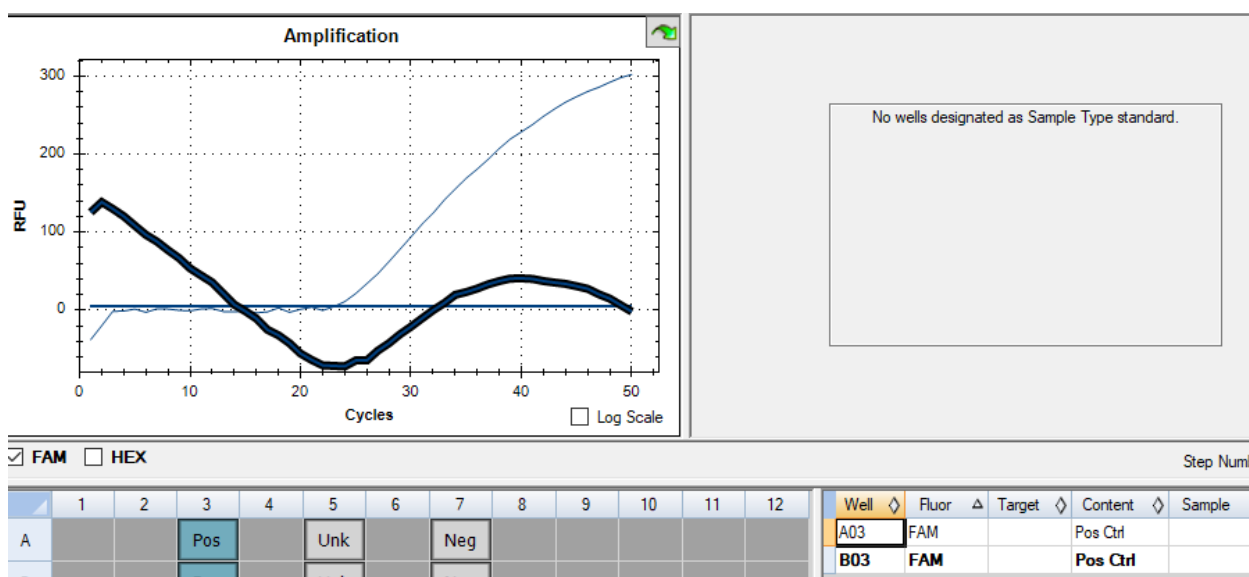 Amplification
No wells designated as Sample Type standard.
300
200
100
0
RFU
0 10 20 30 40 50
Cycles
Log Scale
FAM HEX
Step Num
1 2 3 4 5 6 7 8 9 10 11 12
Well Fluor Target Content Sample
A Pos Unk Neg
A03 FAM Pos Ctrl
B03 FAM Pos Ctrl